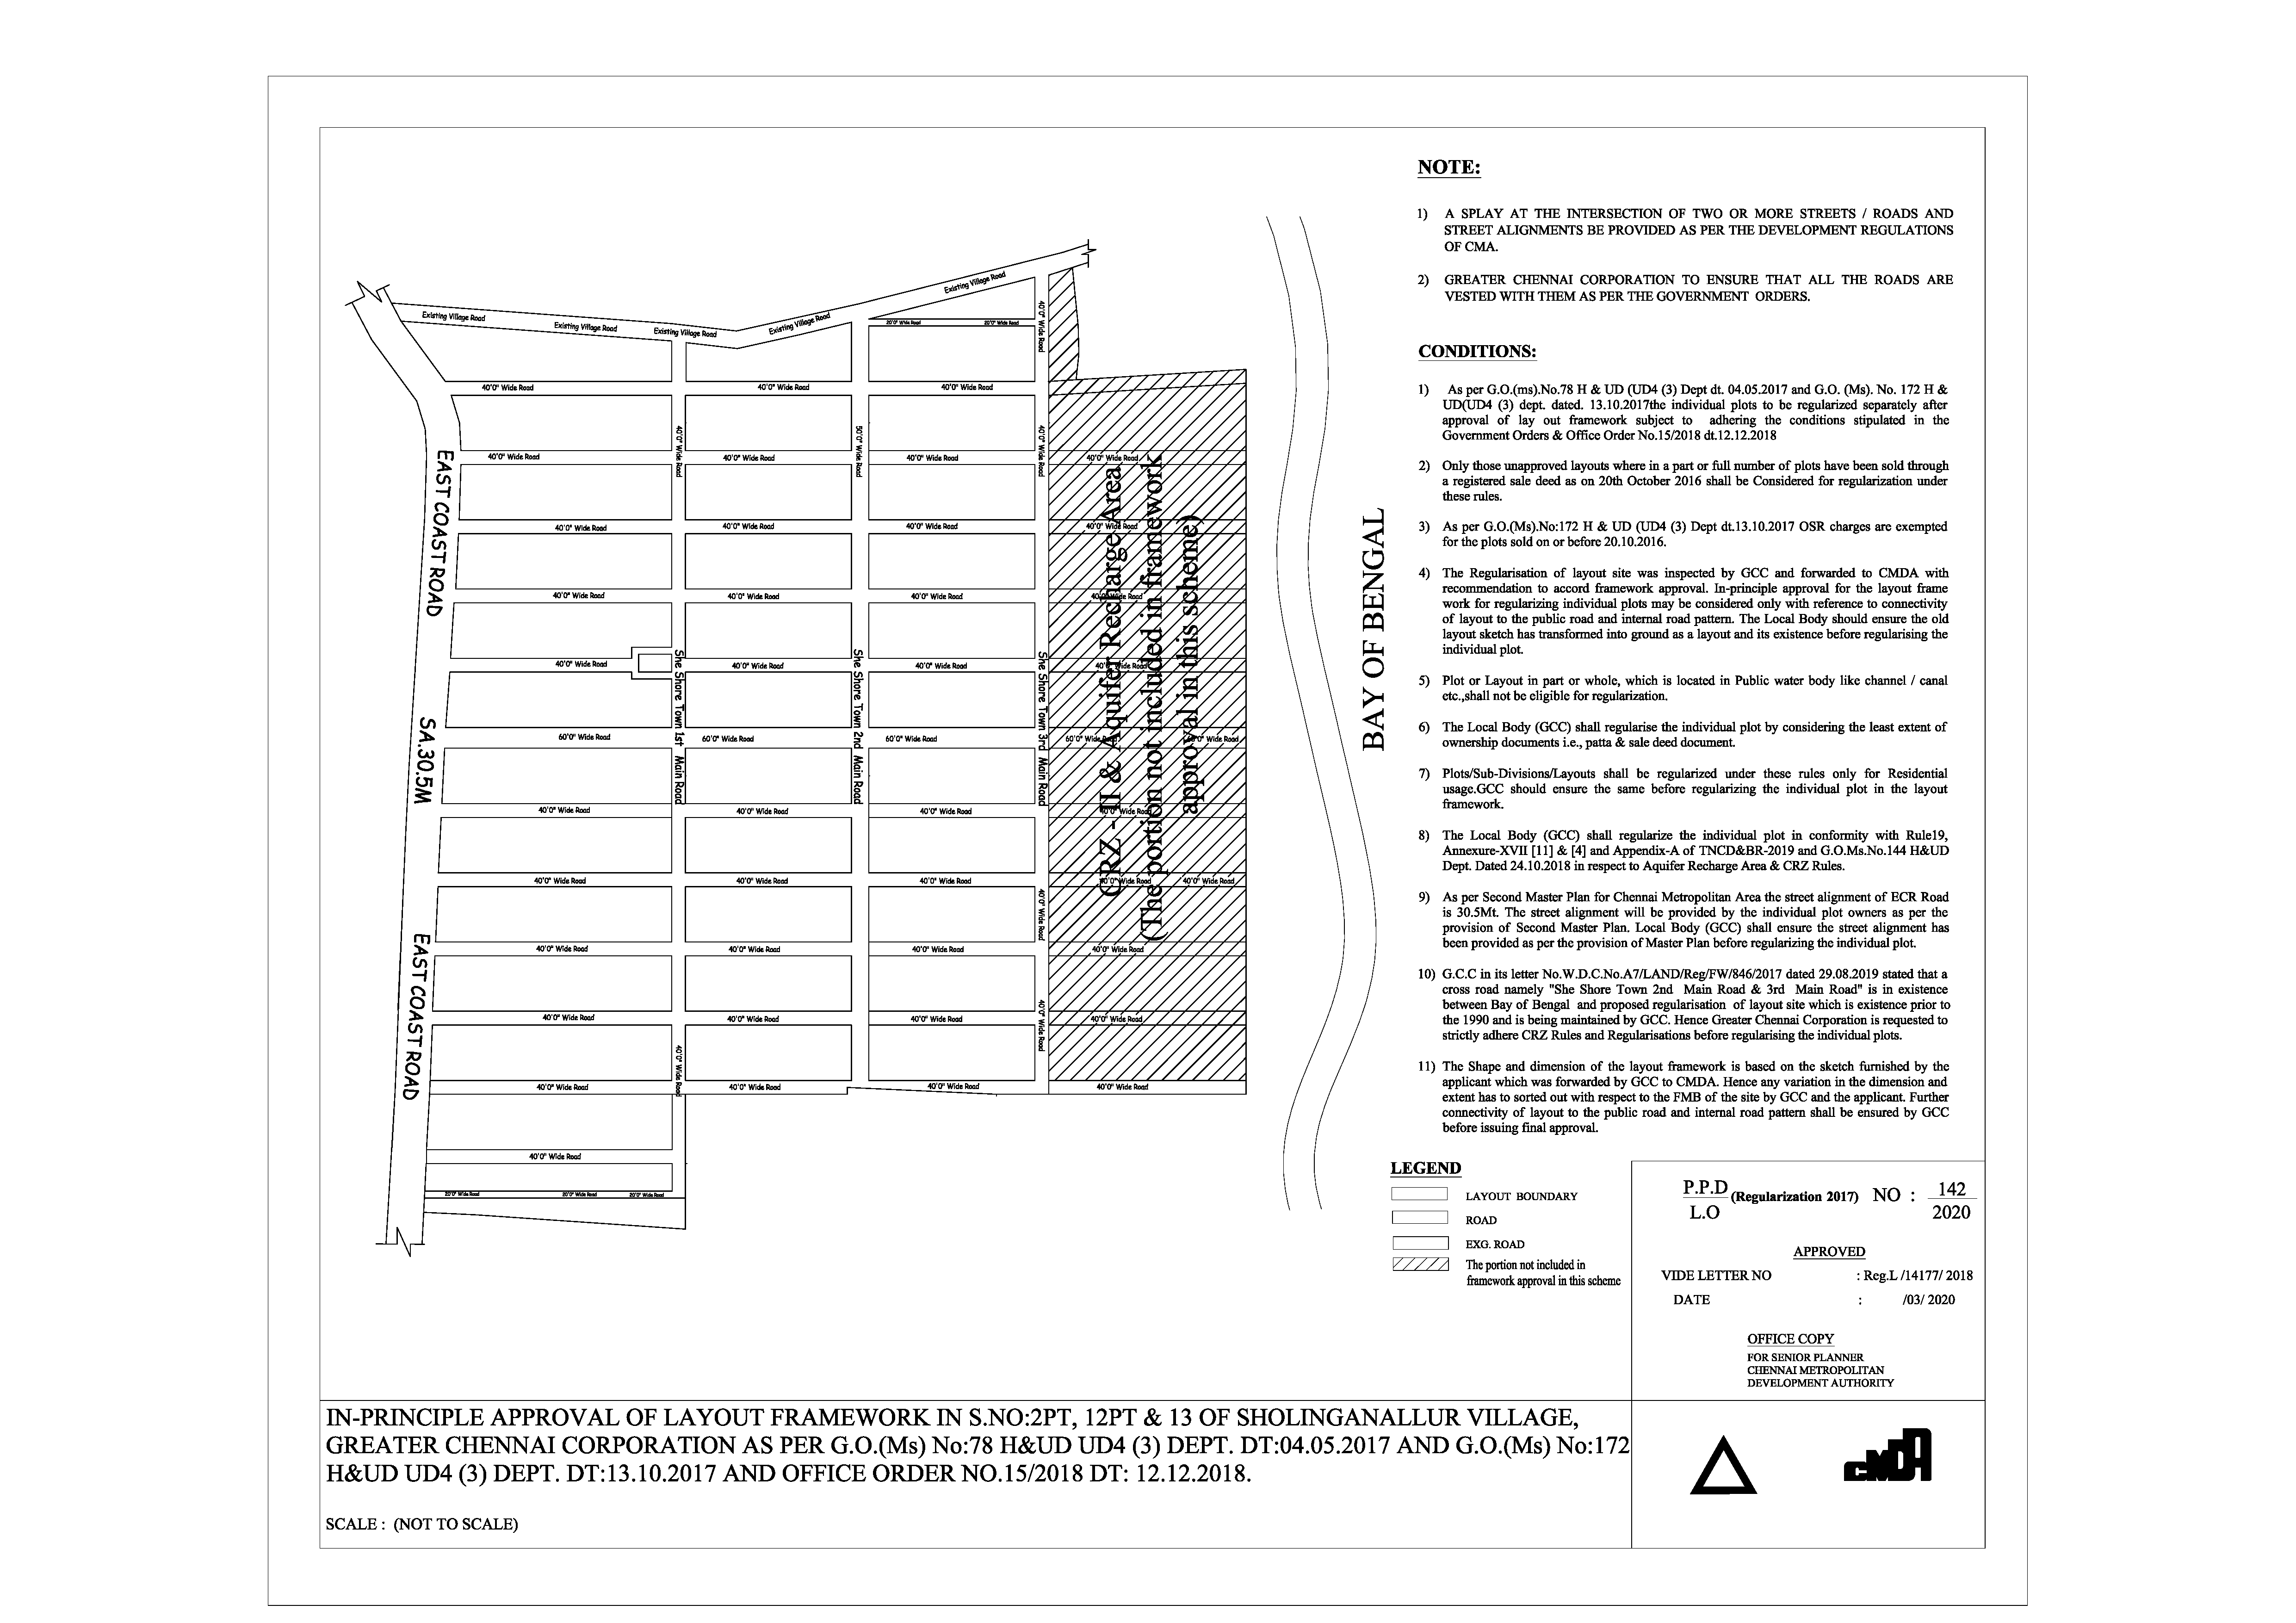 NOTE:
1) A SPLAY AT THE INTERSECTION OF TWO OR MORE STREETS / ROADS AND
STREET ALIGNMENTS BE PROVIDED AS PER THE DEVELOPMENT REGULATIONS
OF CMA.
2) GREATER CHENNAI CORPORATION TO ENSURE THAT ALL THE ROADS ARE
VESTED WITH THEM AS PER THE GOVERNMENT ORDERS.
CONDITIONS:
1) As per G.O.(ms).No.78 H & UD (UD4 (3) Dept dt. 04.05.2017 and G.O. (Ms). No. 172 H &
UD(UD4 (3) dept. dated. 13.10.2017the individual plots to be regularized separately after
approval of lay out framework subject to adhering the conditions stipulated in the
Government Orders & Office Order No.15/2018 dt.12.12.2018
2) Only those unapproved layouts where in a part or full number of plots have been sold through
a registered sale deed as on 20th October 2016 shall be Considered for regularization under
these rules.
3) As per G.O.(Ms).No:172 H & UD (UD4 (3) Dept dt.13.10.2017 OSR charges are exempted
for the plots sold on or before 20.10.2016.
4) The Regularisation of layout site was inspected by GCC and forwarded to CMDA with
recommendation to accord framework approval. In-principle approval for the layout frame
work for regularizing individual plots may be considered only with reference to connectivity
of layout to the public road and internal road pattern. The Local Body should ensure the old
layout sketch has transformed into ground as a layout and its existence before regularising the
individual plot.
5) Plot or Layout in part or whole, which is located in Public water body like channel / canal
etc.,shall not be eligible for regularization.
6) The Local Body (GCC) shall regularise the individual plot by considering the least extent of
ownership documents i.e., patta & sale deed document.
7) Plots/Sub-Divisions/Layouts shall be regularized under these rules only for Residential
usage.GCC should ensure the same before regularizing the individual plot in the layout
framework.
8) The Local Body (GCC) shall regularize the individual plot in conformity with Rule19,
Annexure-XVII [11] & [4] and Appendix-A of TNCD&BR-2019 and G.O.Ms.No.144 H&UD
Dept. Dated 24.10.2018 in respect to Aquifer Recharge Area & CRZ Rules.
9) As per Second Master Plan for Chennai Metropolitan Area the street alignment of ECR Road
is 30.5Mt. The street alignment will be provided by the individual plot owners as per the
provision of Second Master Plan. Local Body (GCC) shall ensure the street alignment has
been provided as per the provision of Master Plan before regularizing the individual plot.
10) G.C.C in its letter No.W.D.C.No.A7/LAND/Reg/FW/846/2017 dated 29.08.2019 stated that a
cross road namely "She Shore Town 2nd Main Road & 3rd Main Road" is in existence
between Bay of Bengal and proposed regularisation of layout site which is existence prior to
the 1990 and is being maintained by GCC. Hence Greater Chennai Corporation is requested to
strictly adhere CRZ Rules and Regularisations before regularising the individual plots.
11) The Shape and dimension of the layout framework is based on the sketch furnished by the
applicant which was forwarded by GCC to CMDA. Hence any variation in the dimension and
extent has to sorted out with respect to the FMB of the site by GCC and the applicant. Further
connectivity of layout to the public road and internal road pattern shall be ensured by GCC
before issuing final approval.
Existing Village Road
Existing Village Road
Existing Village Road
Existing Village Road
Existing Village Road
20'0" Wide Road 20'0" Wide Road
40'0" Wide Road
40'0" Wide Road 40'0" Wide Road 40'0" Wide Road
40'0" Wide Road 50'0" Wide Road 40'0" Wide Road
40'0" Wide Road 40'0" Wide Road 40'0" Wide Road 40'0" Wide Road
40'0" Wide Road 40'0" Wide Road 40'0" Wide Road 40'0" Wide Road
40'0" Wide Road 40'0" Wide Road 40'0" Wide Road 40'0" Wide Road
40'0" Wide Road 40'0" Wide Road 40'0" Wide Road 40'0" Wide Road
She Shore Town 1st Main Road
She Shore Town 2nd Main Road
She Shore Town 3rd Main Road
60'0" Wide Road 60'0" Wide Road 60'0" Wide Road 60'0" Wide Road 60'0" Wide Road
40'0" Wide Road 40'0" Wide Road 40'0" Wide Road 40'0" Wide Road
40'0" Wide Road 40'0" Wide Road 40'0" Wide Road 40'0" Wide Road 40'0" Wide Road
40'0" Wide Road
40'0" Wide Road 40'0" Wide Road 40'0" Wide Road 40'0" Wide Road
40'0" Wide Road 40'0" Wide Road 40'0" Wide Road 40'0" Wide Road
40'0" Wide Road
40'0" Wide Road
40'0" Wide Road 40'0" Wide Road 40'0" Wide Road 40'0" Wide Road
40'0" Wide Road
20'0" Wide Road 20'0" Wide Road 20'0" Wide Road
EAST COAST ROAD
SA.30.5M
EAST COAST ROAD
CRZ - II & Aquifer Recharge Area
(The portion not included in framework
approval in this scheme)
BAY OF BENGAL
LEGEND
LAYOUT BOUNDARY
ROAD
EXG. ROAD
The portion not included in
framework approval in this scheme
P.P.D (Regularization 2017) NO : 142
L.O 2020
APPROVED
VIDE LETTER NO : Reg.L /14177/ 2018
DATE : /03/ 2020
OFFICE COPY
FOR SENIOR PLANNER
CHENNAI METROPOLITAN
DEVELOPMENT AUTHORITY
IN-PRINCIPLE APPROVAL OF LAYOUT FRAMEWORK IN S.NO:2PT, 12PT & 13 OF SHOLINGANALLUR VILLAGE,
GREATER CHENNAI CORPORATION AS PER G.O.(Ms) No:78 H&UD UD4 (3) DEPT. DT:04.05.2017 AND G.O.(Ms) No:172
H&UD UD4 (3) DEPT. DT:13.10.2017 AND OFFICE ORDER NO.15/2018 DT: 12.12.2018.
SCALE : (NOT TO SCALE)
CMDA